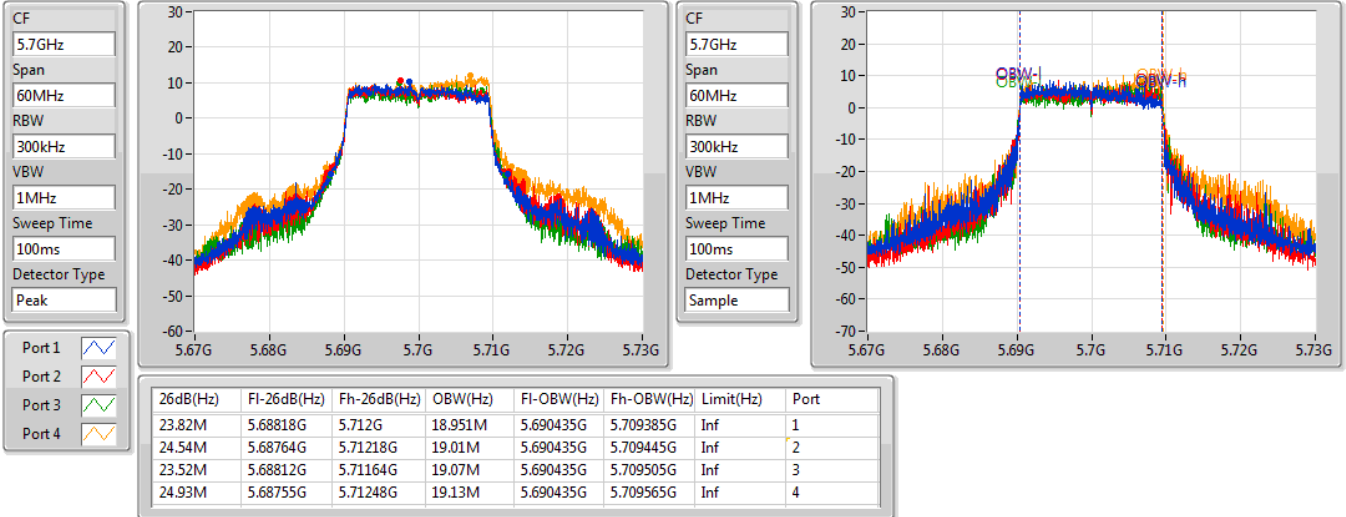 CF
5.7GHz
Span
60MHz
RBW
300kHz
VBW
1MHz
Sweep Time
100ms
Detector Type
Peak
30
20
10
0
-10
-20
-30
-40
-50
-60
5.67G 5.68G 5.69G 5.7G 5.71G 5.72G 5.73G
CF
5.7GHz
Span
60MHz
RBW
300kHz
VBW
1MHz
Sweep Time
100ms
Detector Type
Sample
30
20
10
0
-10
-20
-30
-40
-50
-60
-70
OBW-l
OBW-h
5.67G 5.68G 5.69G 5.7G 5.71G 5.72G 5.73G
Port 1
Port 2
Port 3
Port 4
26dB(Hz) Fl-26dB(Hz) Fh-26dB(Hz) OBW(Hz) Fl-OBW(Hz) Fh-OBW(Hz) Limit(Hz) Port
23.82M 5.68818G 5.712G 18.951M 5.690435G 5.709385G Inf 1
24.54M 5.68764G 5.71218G 19.01M 5.690435G 5.709445G Inf 2
23.52M 5.68812G 5.71164G 19.07M 5.690435G 5.709505G Inf 3
24.93M 5.68755G 5.71248G 19.13M 5.690435G 5.709565G Inf 4